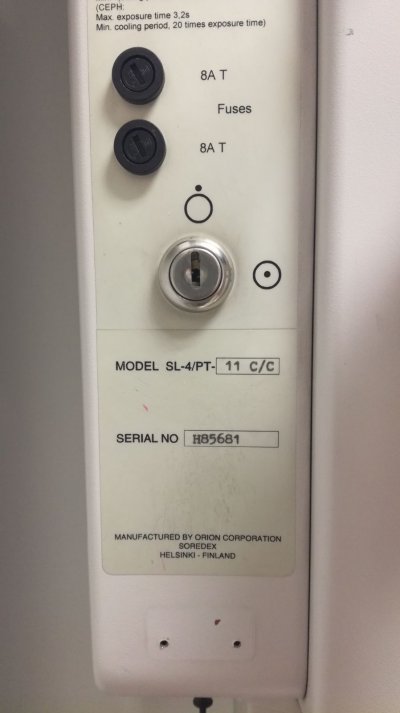 (CEPH:
Max. exposure time 3,2s
Min. cooling period, 20 times exposure time)
8A T
Fuses
8A T
MODEL SL-4/PT- 11 C/C
SERIAL NO H85681
MANUFACTURED BY ORION CORPORATION
SOREDEX
HELSINKI - FINLAND